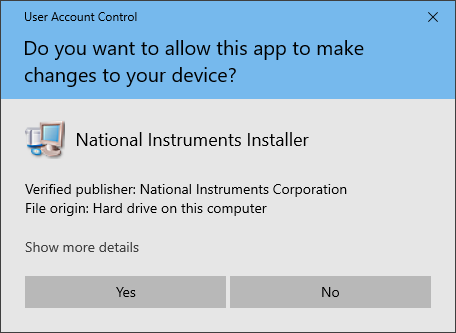 User Account Control
Do you want to allow this app to make
changes to your device?
National Instruments Installer
Verified publisher: National Instruments Corporation
File origin: Hard drive on this computer
Show more details
Yes
No